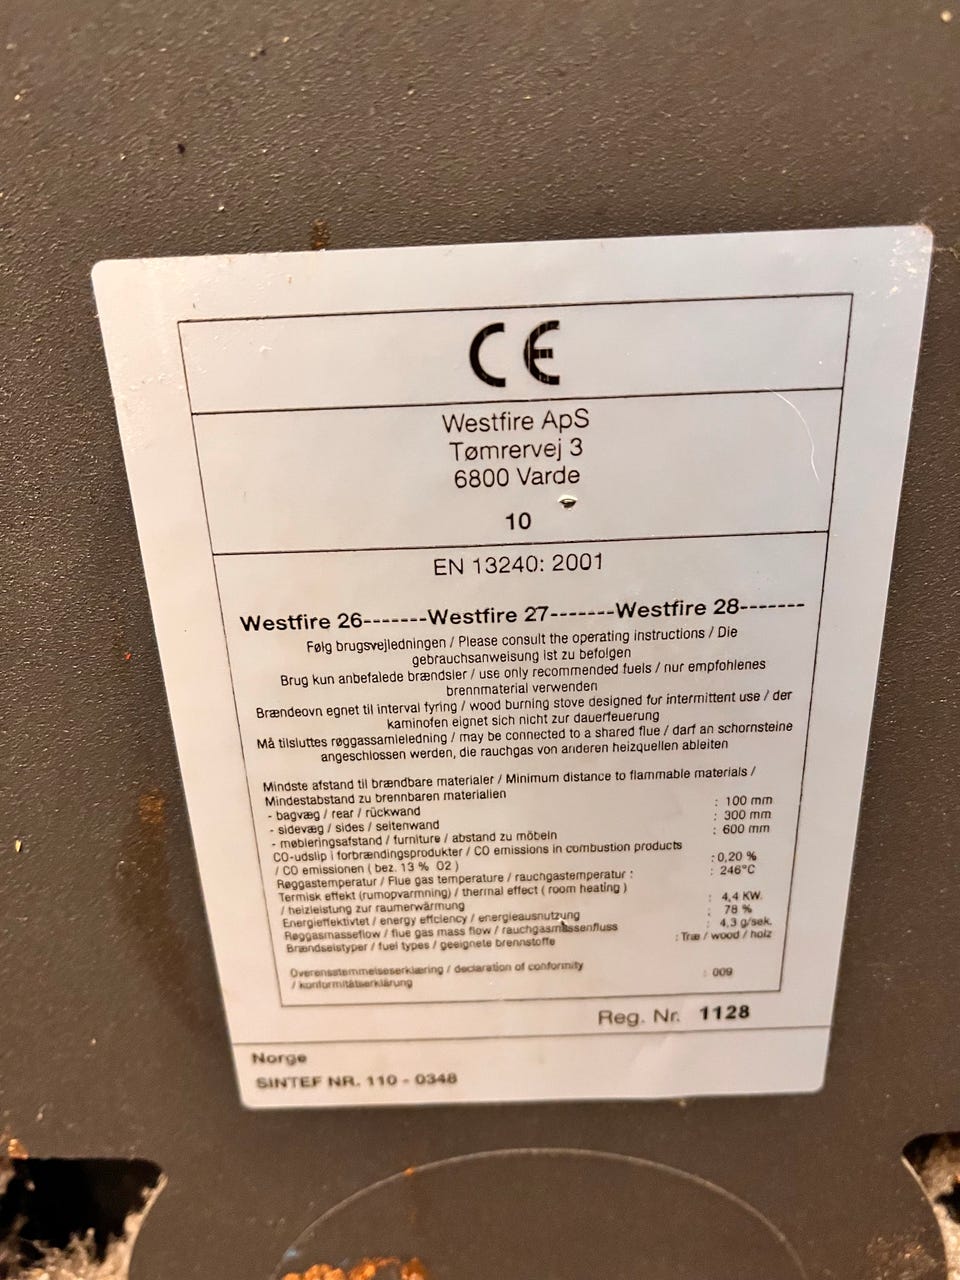 CE
Westfire ApS
Tømrervej 3
6800 Varde
10
EN 13240: 2001
Westfire 26-------Westfire 27-------Westfire 28-------
Følg brugsvejledningen / Please consult the operating instructions / Die
gebrauchsanweisung ist zu befolgen
Brug kun anbefalede brændsler / use only recommended fuels / nur empfohlenes
brennmaterial verwenden
Brændeovn egnet til interval fyring / wood burning stove designed for intermittent use / der
kaminofen eignet sich nicht zur dauerfeuerung
Må tilsluttes røggassamleledning / may be connected to a shared flue / darf an schornsteine
angeschlossen werden, die rauchgas von anderen heizquellen ableiten
Mindste afstand til brændbare materialer / Minimum distance to flammable materials /
Mindestabstand zu brennbaren materialien
- bagvæg / rear / rückwand : 100 mm
- sidevæg / sides / seitenwand : 300 mm
- møbleringsafstand / furniture / abstand zu möbeln : 600 mm
CO-udslip i forbrændingsprodukter / CO emissions in combustion products
/ CO emissionen ( bez. 13 % O2 ) : 0,20 %
Røggastemperatur / Flue gas temperature / rauchgastemperatur : : 246°C
Termisk effekt (rumopvarmning) / thermal effect ( room heating )
/ heizleistung zur raumerwärmung : 4,4 KW.
Energieffektivtet / energy effciency / energieausnutzung : 78 %
Røggasmasseflow / flue gas mass flow / rauchgasmassenfluss : 4,3 g/sek.
Brændselstyper / fuel types / geeignete brennstoffe : Træ / wood / holz
Overensstemmelseserklæring / declaration of conformity
/ konformitätserklärung : 009
Reg. Nr. 1128
Norge
SINTEF NR. 110 - 0348